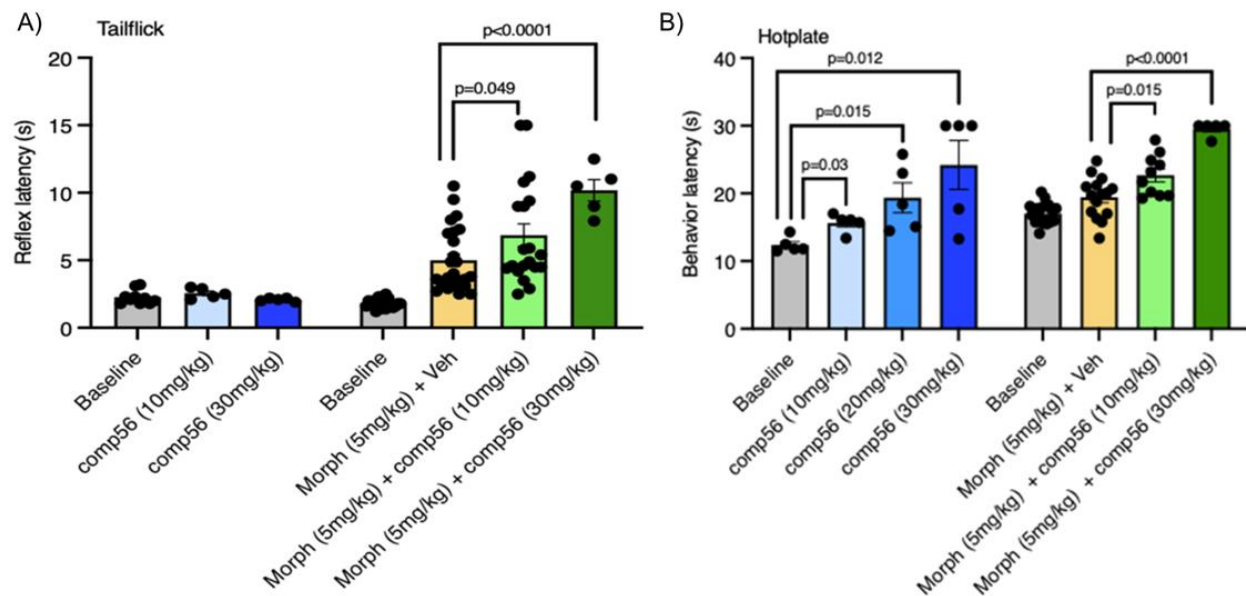 A)
Tailflick
p<0.0001
p=0.049
Reflex latency (s)
20
15
10
5
0
Baseline
comp56 (10mg/kg)
comp56 (30mg/kg)
Baseline
Morph (5mg/kg) + Veh
Morph (5mg/kg) + comp56 (10mg/kg)
Morph (5mg/kg) + comp56 (30mg/kg)
B)
Hotplate
p=0.012
p<0.0001
p=0.015
p=0.015
p=0.03
Behavior latency (s)
40
30
20
10
0
Baseline
comp56 (10mg/kg)
comp56 (20mg/kg)
comp56 (30mg/kg)
Baseline
Morph (5mg/kg) + Veh
Morph (5mg/kg) + comp56 (10mg/kg)
Morph (5mg/kg) + comp56 (30mg/kg)